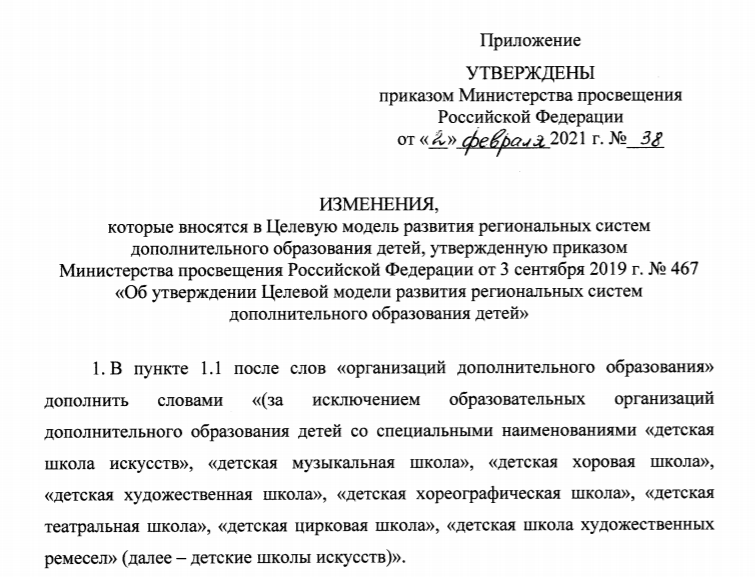 Приложение
УТВЕРЖДЕНЫ
приказом Министерства просвещения
Российской Федерации
от «2» февраля 2021 г. № 38
ИЗМЕНЕНИЯ,
которые вносятся в Целевую модель развития региональных систем
дополнительного образования детей, утвержденную приказом
Министерства просвещения Российской Федерации от 3 сентября 2019 г. № 467
«Об утверждении Целевой модели развития региональных систем
дополнительного образования детей»
1. В пункте 1.1 после слов «организаций дополнительного образования»
дополнить словами «(за исключением образовательных организаций
дополнительного образования детей со специальными наименованиями «детская
школа искусств», «детская музыкальная школа», «детская хоровая школа»,
«детская художественная школа», «детская хореографическая школа», «детская
театральная школа», «детская цирковая школа», «детская школа художественных
ремесел» (далее – детские школы искусств)».